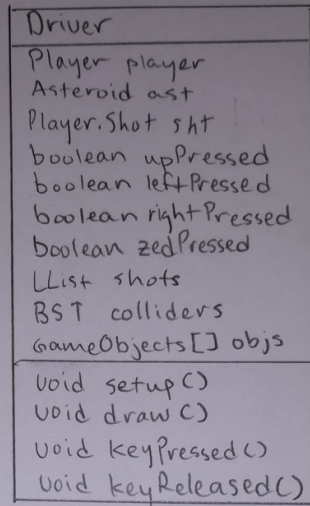 Driver
Player player
Asteroid ast
Player.Shot sht
boolean upPressed
boolean leftPressed
boolean rightPressed
boolean zedPressed
LList shots
BST colliders
GameObjects[] objs
void setup()
void draw()
void keyPressed()
void keyReleased()